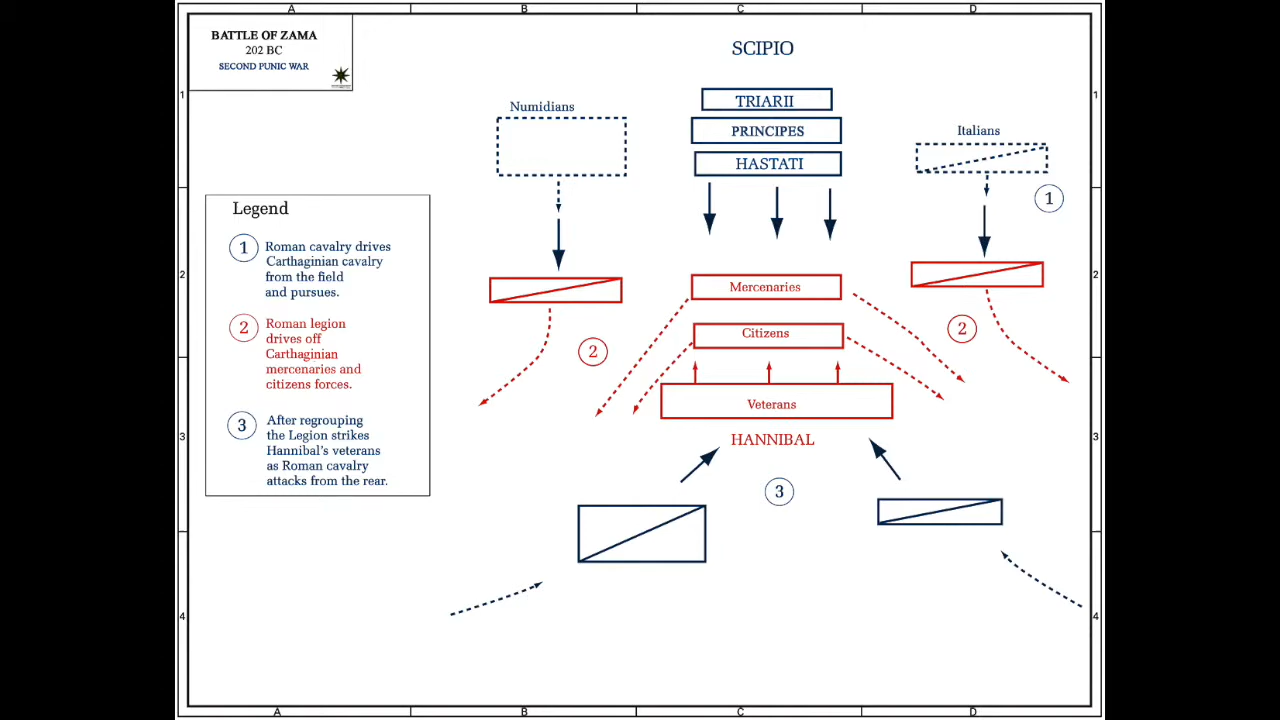 A B C D
BATTLE OF ZAMA
202 BC
SECOND PUNIC WAR
SCIPIO
1 1
TRIARII
Numidians
PRINCIPES
Italians
HASTATI
1
Legend
1 Roman cavalry drives
Carthaginian cavalry
from the field
and pursues.
2 2
Mercenaries
2 Roman legion
drives off
Carthaginian
mercenaries and
citizens forces.
Citizens
2
2
Veterans
3 After regrouping
the Legion strikes
Hannibal's veterans
as Roman cavalry
attacks from the rear.
3 3
HANNIBAL
3
4 4
A B C D